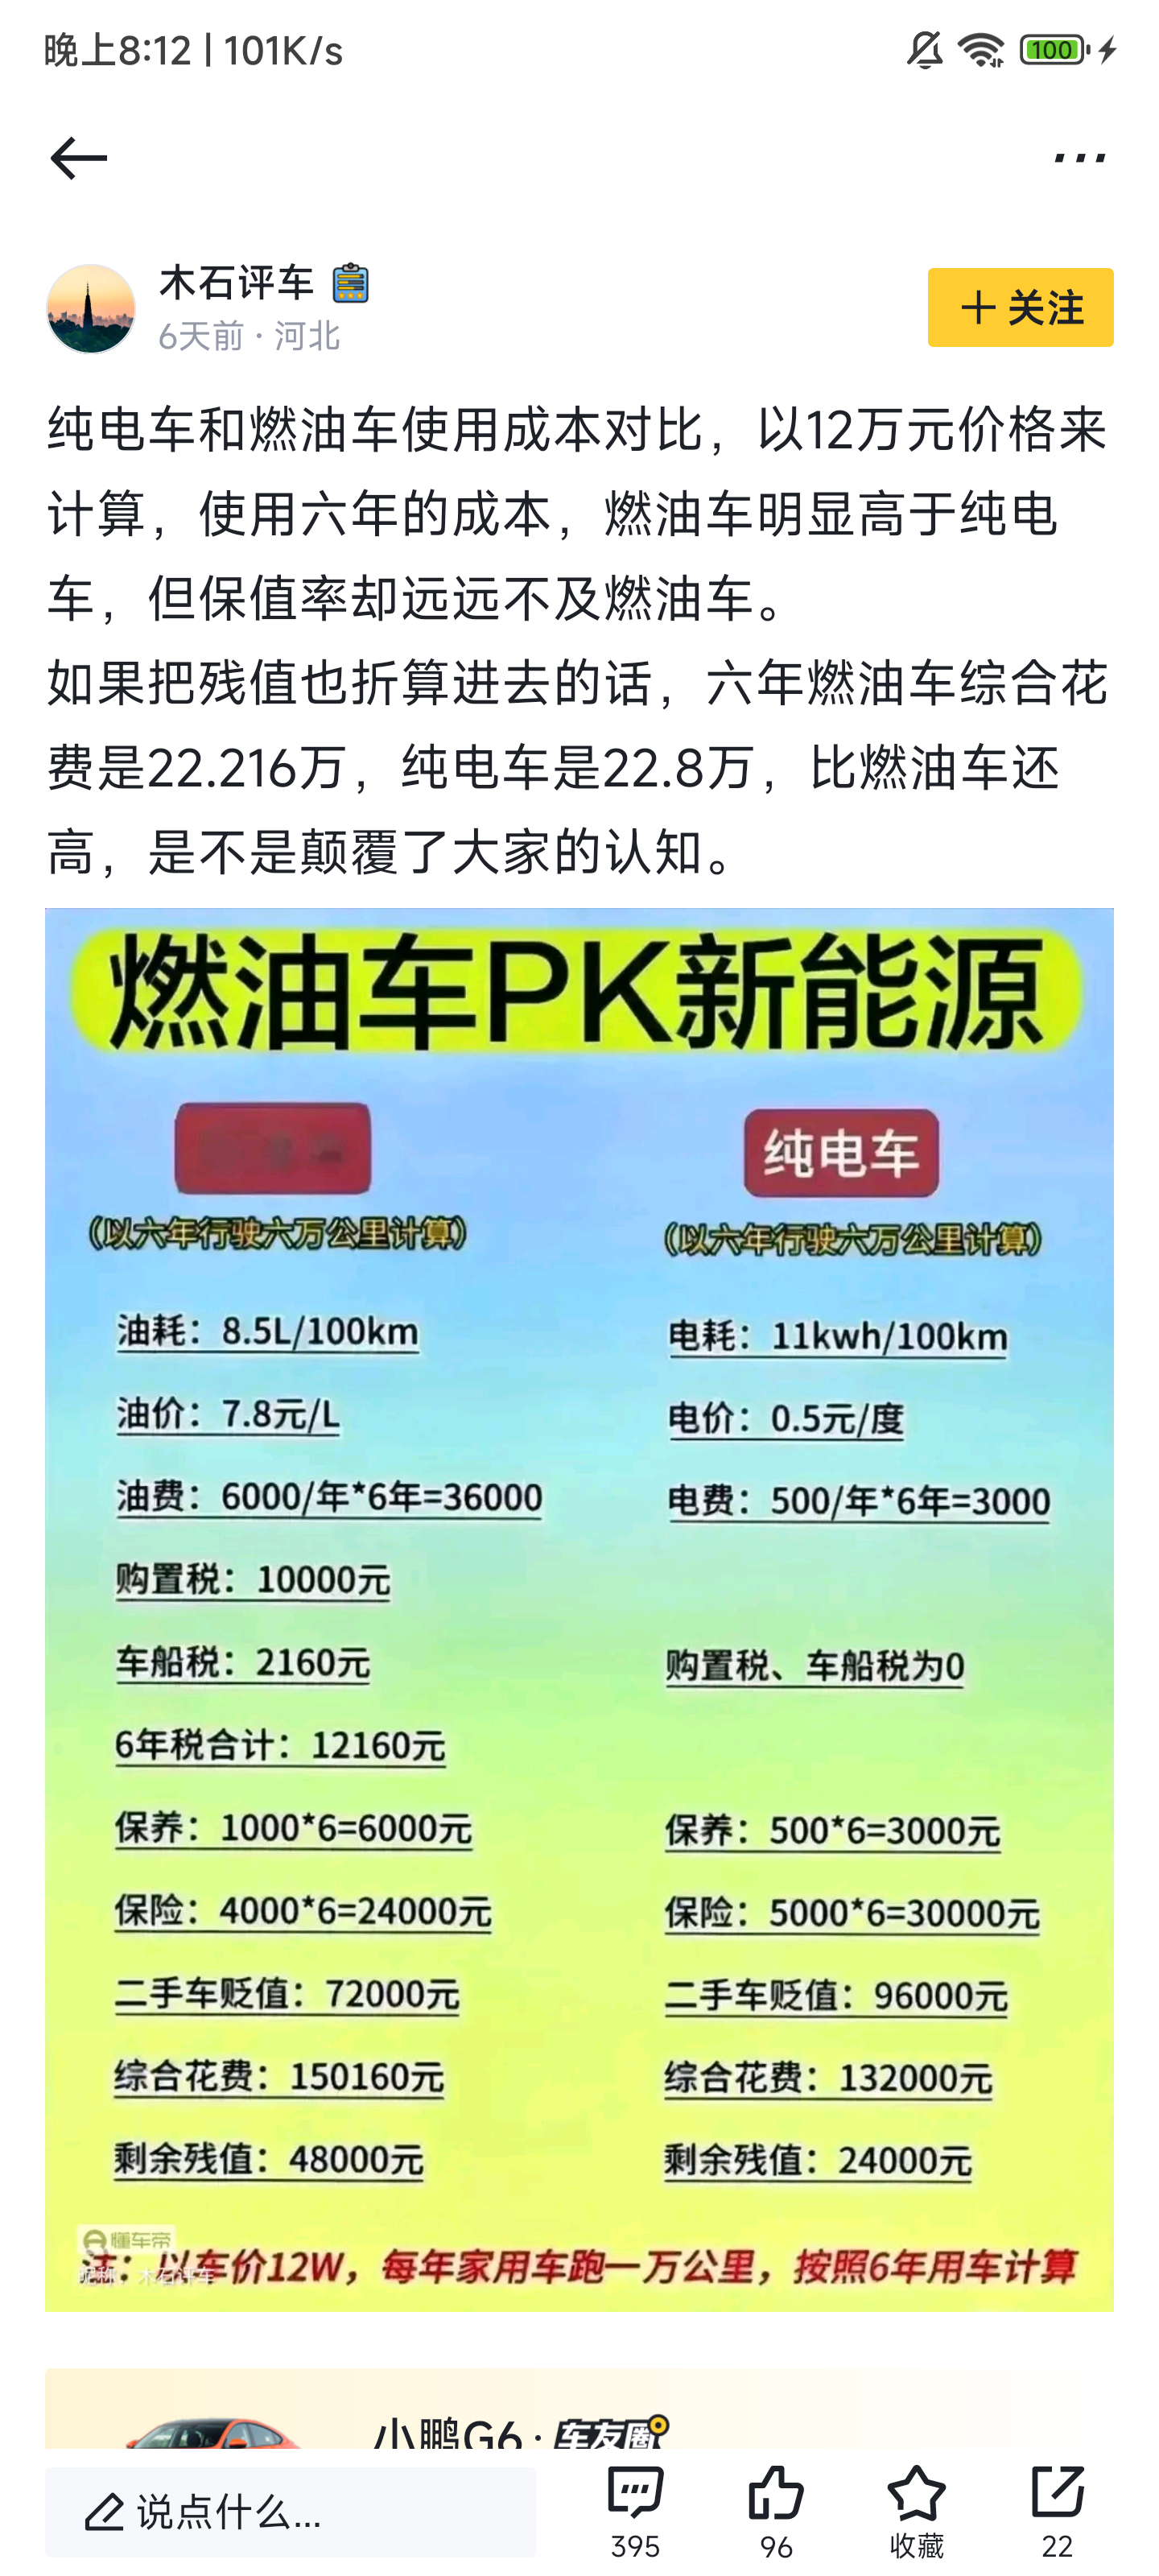 晚上8:12 | 101K/s
100
木石评车
6天前 · 河北
＋关注
纯电车和燃油车使用成本对比，以12万元价格来
计算，使用六年的成本，燃油车明显高于纯电
车，但保值率却远远不及燃油车。
如果把残值也折算进去的话，六年燃油车综合花
费是22.216万，纯电车是22.8万，比燃油车还
高，是不是颠覆了大家的认知。
燃油车PK新能源
纯电车
（以六年行驶六万公里计算）
（以六年行驶六万公里计算）
油耗：8.5L/100km
电耗：11kwh/100km
油价：7.8元/L
电价：0.5元/度
油费：6000/年*6年=36000
电费：500/年*6年=3000
购置税：10000元
车船税：2160元
购置税、车船税为0
6年税合计：12160元
保养：1000*6=6000元
保养：500*6=3000元
保险：4000*6=24000元
保险：5000*6=30000元
二手车贬值：72000元
二手车贬值：96000元
综合花费：150160元
综合花费：132000元
剩余残值：48000元
剩余残值：24000元
懂车帝
注：以车价12W，每年家用车跑一万公里，按照6年用车计算
昵称：木石评车
小鹏G6 · 车友圈
说点什么...
395
96
收藏
22